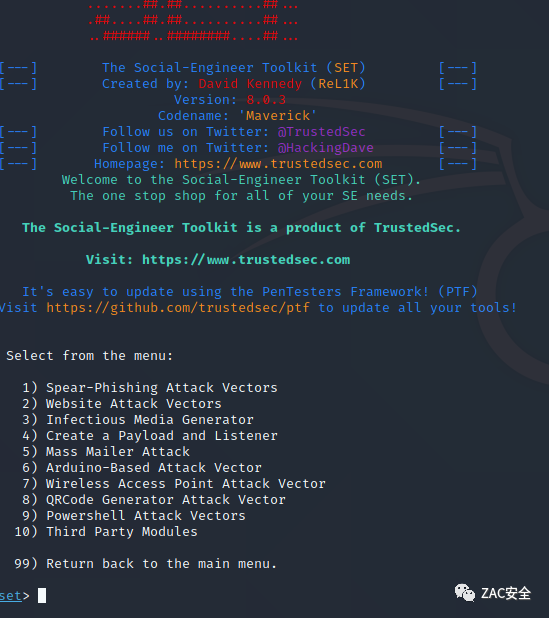 .......##.##..........##...
.##....##.##..........##...
..######..########....##...
[---]        The Social-Engineer Toolkit (SET)         [---]
[---]        Created by: David Kennedy (ReL1K)         [---]
Version: 8.0.3
Codename: 'Maverick'
[---]        Follow us on Twitter: @TrustedSec         [---]
[---]        Follow me on Twitter: @HackingDave        [---]
[---]       Homepage: https://www.trustedsec.com       [---]
Welcome to the Social-Engineer Toolkit (SET).
The one stop shop for all of your SE needs.
The Social-Engineer Toolkit is a product of TrustedSec.
Visit: https://www.trustedsec.com
It's easy to update using the PenTesters Framework! (PTF)
Visit https://github.com/trustedsec/ptf to update all your tools!
Select from the menu:
1) Spear-Phishing Attack Vectors
2) Website Attack Vectors
3) Infectious Media Generator
4) Create a Payload and Listener
5) Mass Mailer Attack
6) Arduino-Based Attack Vector
7) Wireless Access Point Attack Vector
8) QRCode Generator Attack Vector
9) Powershell Attack Vectors
10) Third Party Modules
99) Return back to the main menu.
set>
ZAC安全